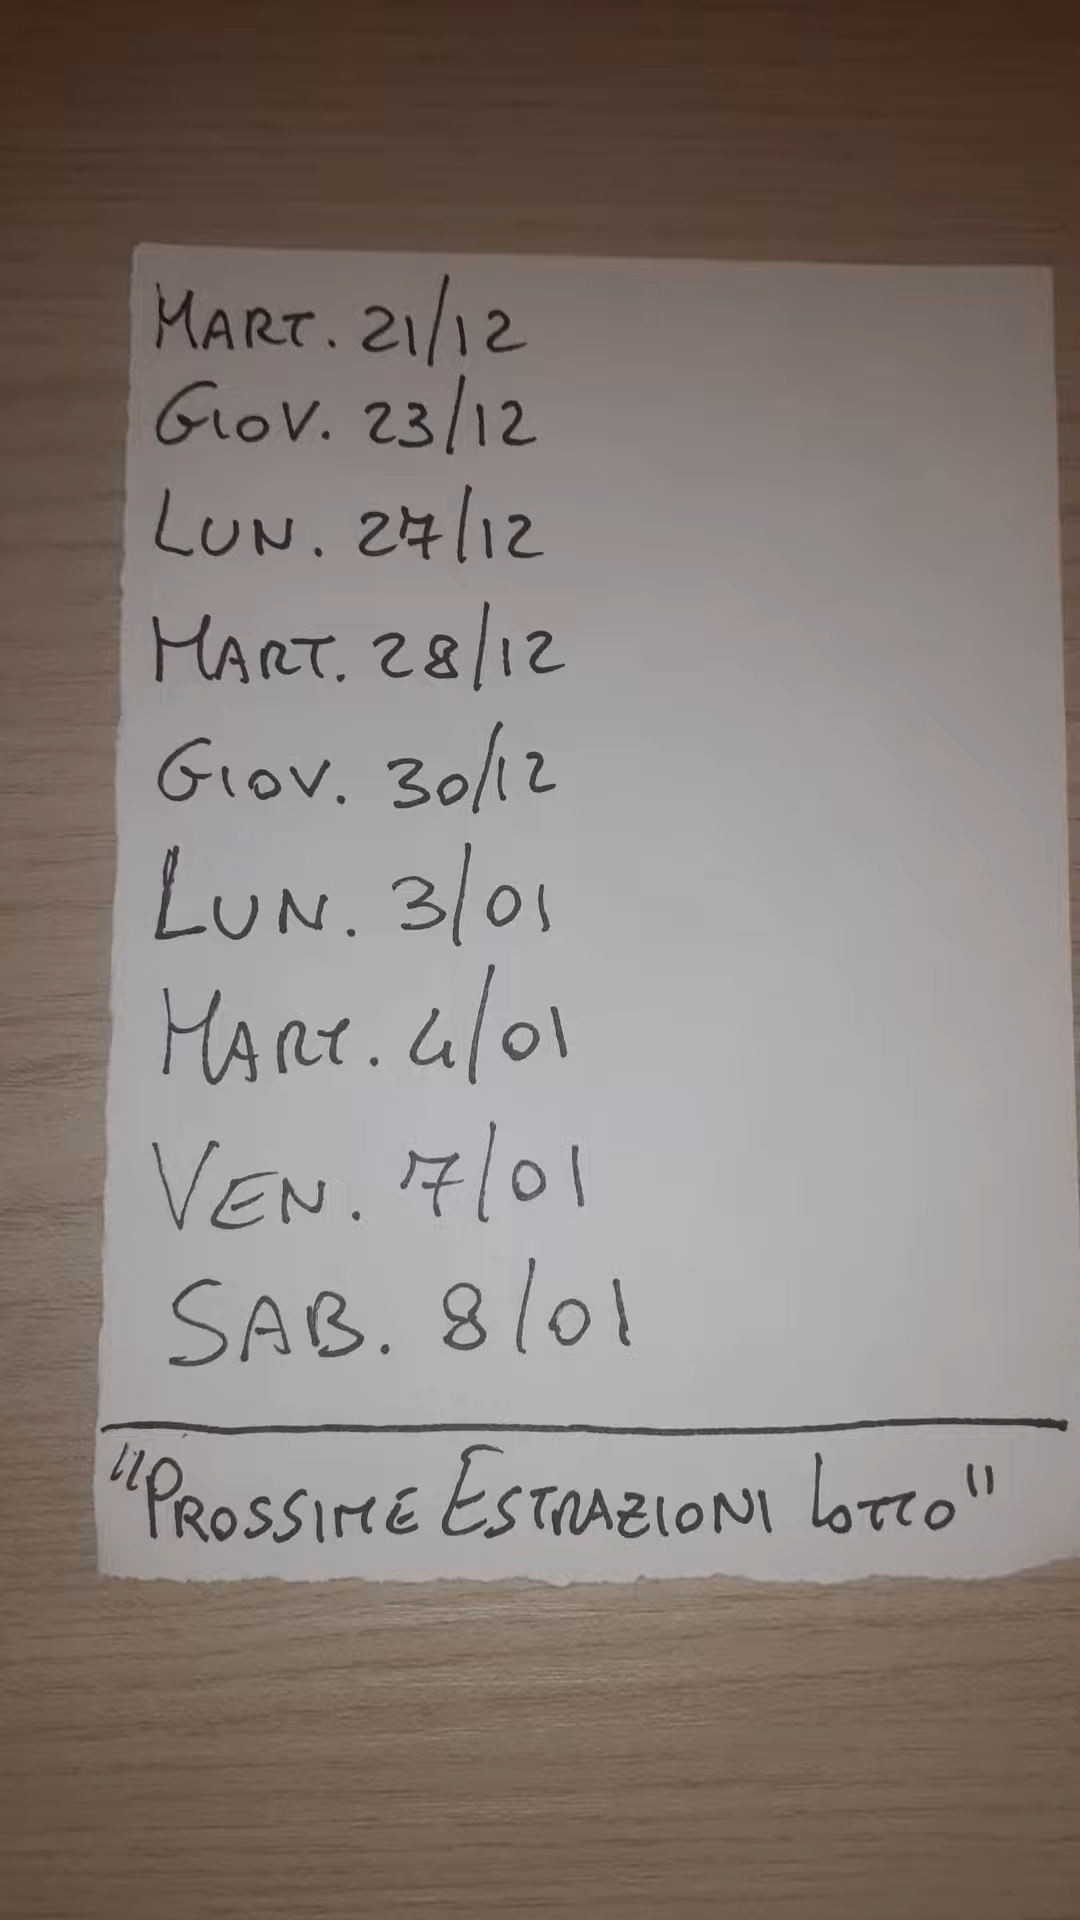 MART. 21/12
GIOV. 23/12
LUN. 27/12
MART. 28/12
GIOV. 30/12
LUN. 3/01
MART. 4/01
VEN. 7/01
SAB. 8/01
"PROSSIME ESTRAZIONI LOTTO"